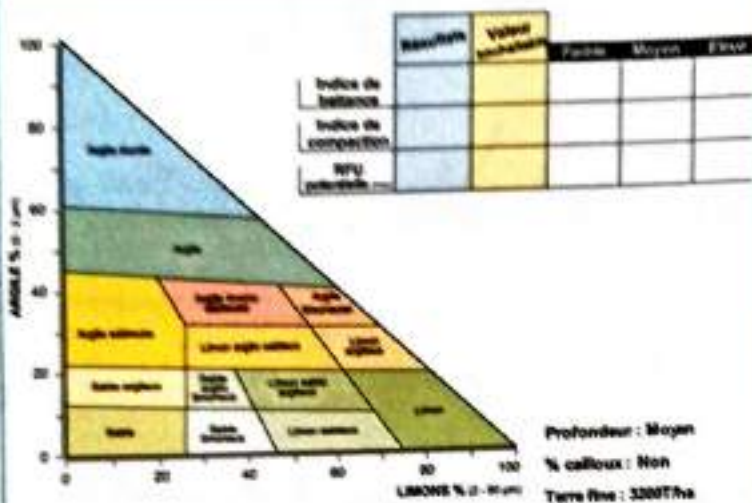 Résultats
Valeur souhaitable
Faible Moyen Elevé
Indice de battance
Indice de compaction
RFU potentielle
ARGILE %
100
80
60
40
20
0
Argile lourde
Argile
Argile limono sableuse
Argile limoneuse
Argile sableuse
Limon argilo sableux
Limon argileux
Sable argileux
Sable argilo limoneux
Limon sablo argileux
Limon
Sable
Sable limoneux
Limon sableux
0 20 40 60 80 100
LIMONS %
Profondeur : Moyen
% cailloux : Non
Terre fine : 3200T/ha